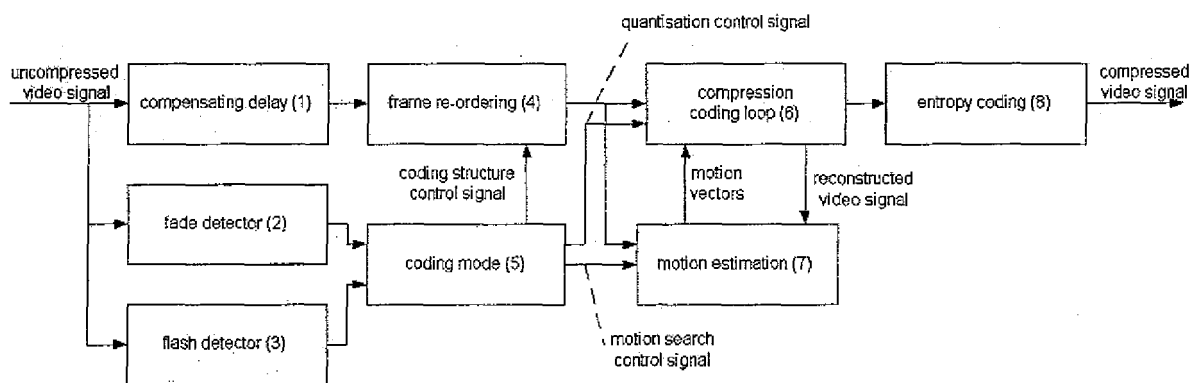 quantisation control signal
uncompressed
video signal
compensating delay (1)
frame re-ordering (4)
compression
coding loop (6)
entropy coding (8)
compressed
video signal
coding structure
control signal
motion
vectors
reconstructed
video signal
fade detector (2)
coding mode (5)
motion estimation (7)
flash detector (3)
motion search
control signal